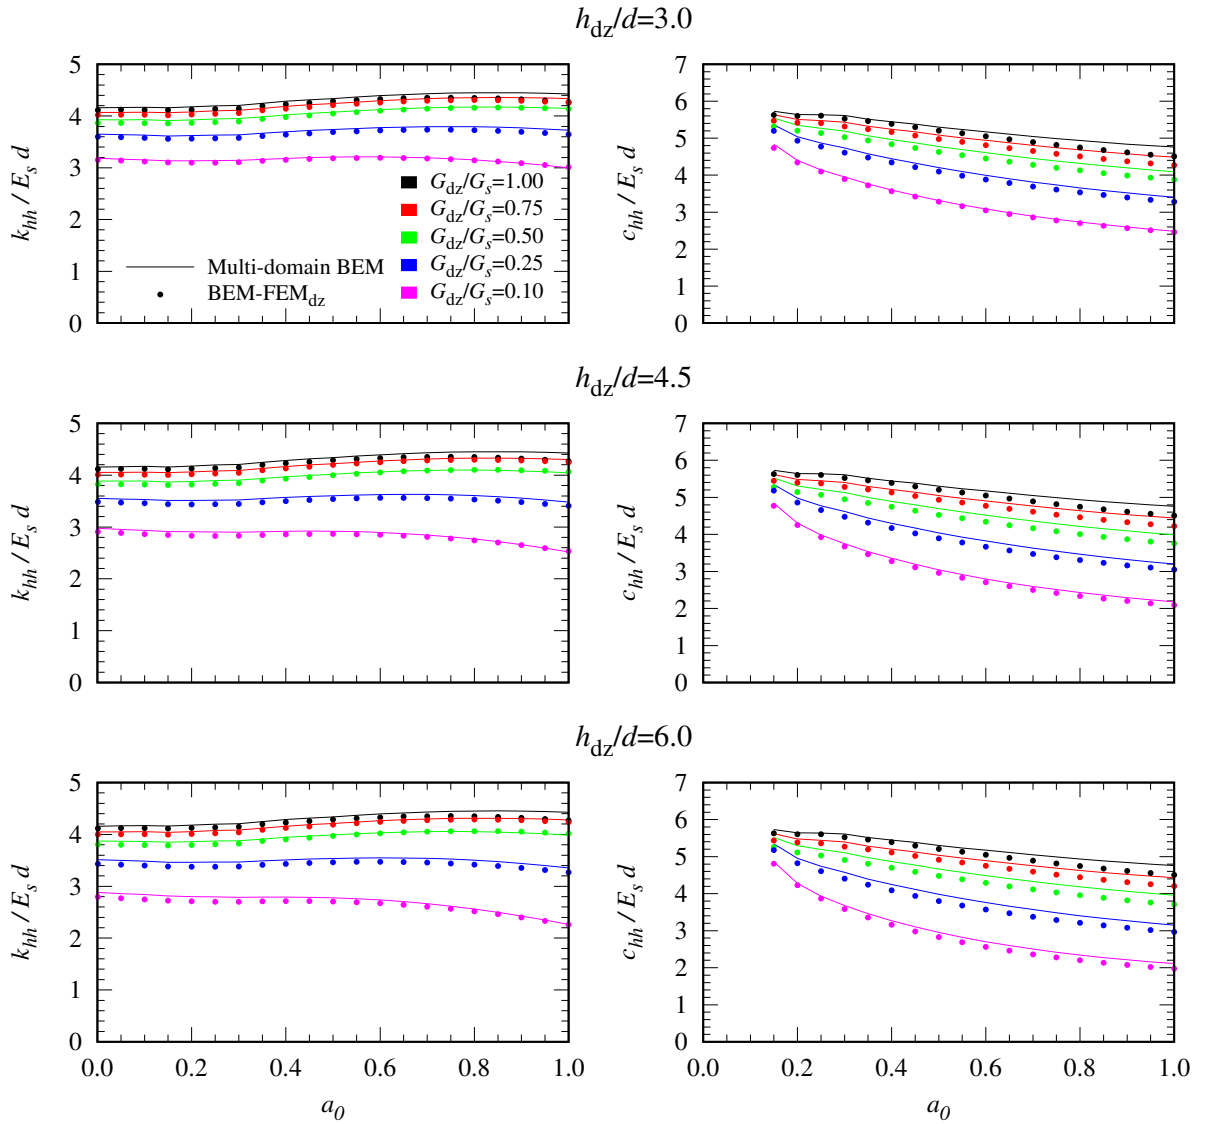 h_dz/d=3.0
5
4
3
2
1
0
k_hh / E_s d
G_dz/G_s=1.00
G_dz/G_s=0.75
G_dz/G_s=0.50
G_dz/G_s=0.25
G_dz/G_s=0.10
Multi-domain BEM
BEM-FEM_dz
7
6
5
4
3
2
1
0
c_hh / E_s d
h_dz/d=4.5
5
4
3
2
1
0
k_hh / E_s d
7
6
5
4
3
2
1
0
c_hh / E_s d
h_dz/d=6.0
5
4
3
2
1
0
k_hh / E_s d
0.0 0.2 0.4 0.6 0.8 1.0
a_0
7
6
5
4
3
2
1
0
c_hh / E_s d
0.0 0.2 0.4 0.6 0.8 1.0
a_0